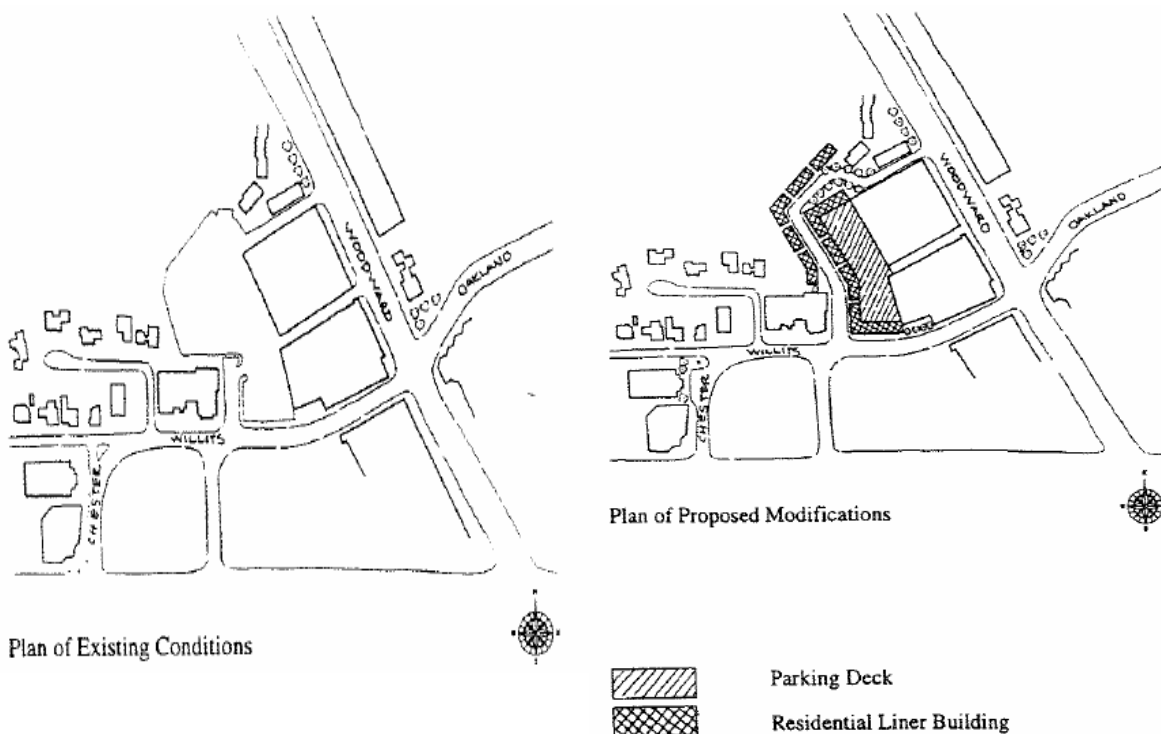 WOODWARD
OAKLAND
WILLITS
CHESTER
Plan of Existing Conditions
WOODWARD
OAKLAND
WILLITS
CHESTER
Plan of Proposed Modifications
Parking Deck
Residential Liner Building